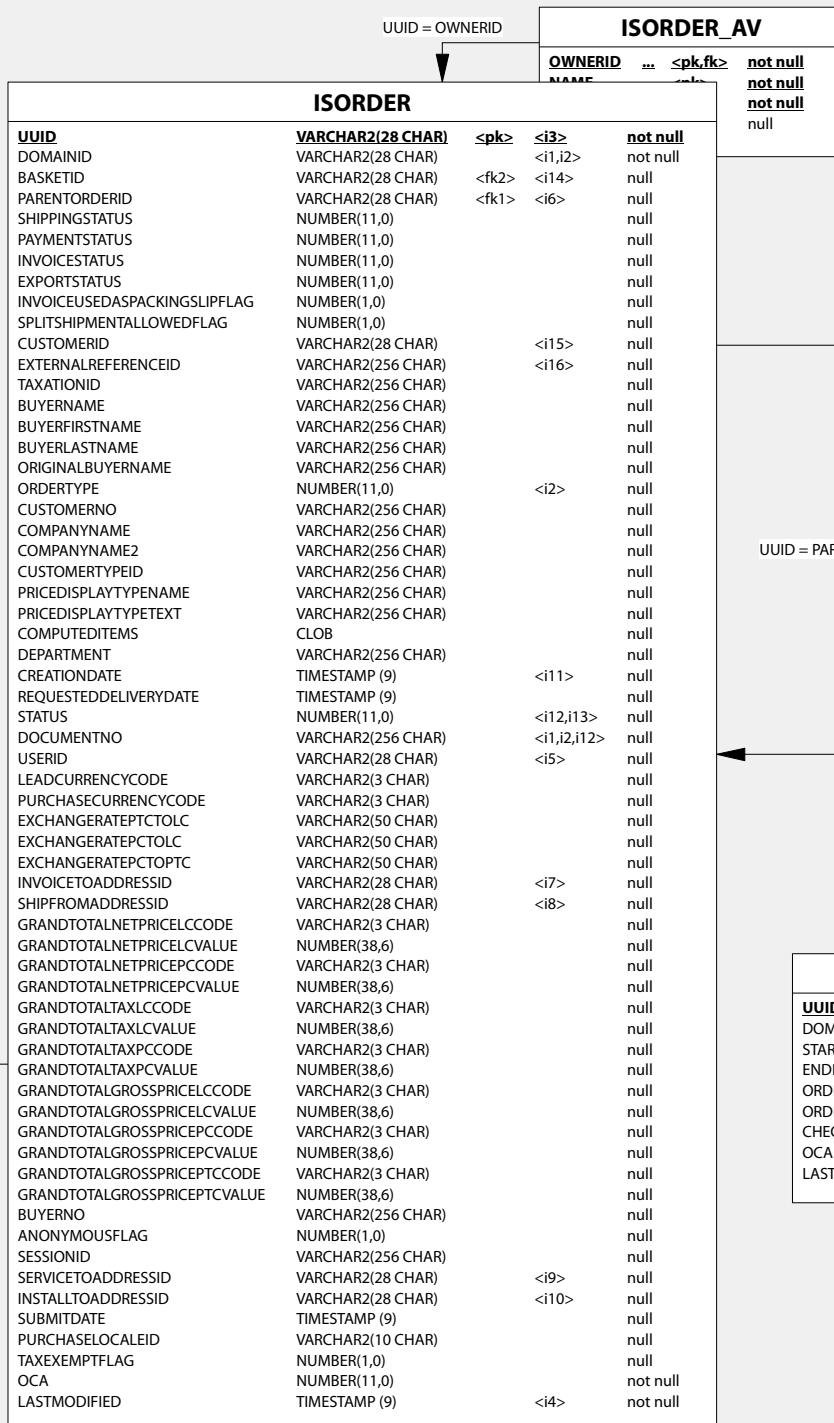 UUID = OWNERID
ISORDER_AV
OWNERID ... <pk,fk> not null
not null
not null
null
ISORDER
UUID VARCHAR2(28 CHAR) <pk> <i3> not null
DOMAINID VARCHAR2(28 CHAR) <i1,i2> not null
BASKETID VARCHAR2(28 CHAR) <fk2> <i14> null
PARENTORDERID VARCHAR2(28 CHAR) <fk1> <i6> null
SHIPPINGSTATUS NUMBER(11,0) null
PAYMENTSTATUS NUMBER(11,0) null
INVOICESTATUS NUMBER(11,0) null
EXPORTSTATUS NUMBER(11,0) null
INVOICEUSEDASPACKINGSLIPFLAG NUMBER(1,0) null
SPLITSHIPMENTALLOWEDFLAG NUMBER(1,0) null
CUSTOMERID VARCHAR2(28 CHAR) <i15> null
EXTERNALREFERENCEID VARCHAR2(256 CHAR) <i16> null
TAXATIONID VARCHAR2(256 CHAR) null
BUYERNAME VARCHAR2(256 CHAR) null
BUYERFIRSTNAME VARCHAR2(256 CHAR) null
BUYERLASTNAME VARCHAR2(256 CHAR) null
ORIGINALBUYERNAME VARCHAR2(256 CHAR) null
ORDERTYPE NUMBER(11,0) <i2> null
CUSTOMERNO VARCHAR2(256 CHAR) null
COMPANYNAME VARCHAR2(256 CHAR) null
COMPANYNAME2 VARCHAR2(256 CHAR) null
CUSTOMERTYPEID VARCHAR2(256 CHAR) null
PRICEDISPLAYTYPENAME VARCHAR2(256 CHAR) null
PRICEDISPLAYTYPETEXT VARCHAR2(256 CHAR) null
COMPUTEDITEMS CLOB null
DEPARTMENT VARCHAR2(256 CHAR) null
CREATIONDATE TIMESTAMP (9) <i11> null
REQUESTEDDELIVERYDATE TIMESTAMP (9) null
STATUS NUMBER(11,0) <i12,i13> null
DOCUMENTNO VARCHAR2(256 CHAR) <i1,i2,i12> null
USERID VARCHAR2(28 CHAR) <i5> null
LEADCURRENCYCODE VARCHAR2(3 CHAR) null
PURCHASECURRENCYCODE VARCHAR2(3 CHAR) null
EXCHANGERATEPTCTOLC VARCHAR2(50 CHAR) null
EXCHANGERATEPCTOLC VARCHAR2(50 CHAR) null
EXCHANGERATEPCTOPTC VARCHAR2(50 CHAR) null
INVOICETOADDRESSID VARCHAR2(28 CHAR) <i7> null
SHIPFROMADDRESSID VARCHAR2(28 CHAR) <i8> null
GRANDTOTALNETPRICELCCODE VARCHAR2(3 CHAR) null
GRANDTOTALNETPRICELCVALUE NUMBER(38,6) null
GRANDTOTALNETPRICEPCCODE VARCHAR2(3 CHAR) null
GRANDTOTALNETPRICEPCVALUE NUMBER(38,6) null
GRANDTOTALTAXLCCODE VARCHAR2(3 CHAR) null
GRANDTOTALTAXLCVALUE NUMBER(38,6) null
GRANDTOTALTAXPCCODE VARCHAR2(3 CHAR) null
GRANDTOTALTAXPCVALUE NUMBER(38,6) null
GRANDTOTALGROSSPRICELCCODE VARCHAR2(3 CHAR) null
GRANDTOTALGROSSPRICELCVALUE NUMBER(38,6) null
GRANDTOTALGROSSPRICEPCCODE VARCHAR2(3 CHAR) null
GRANDTOTALGROSSPRICEPCVALUE NUMBER(38,6) null
GRANDTOTALGROSSPRICEPTCCODE VARCHAR2(3 CHAR) null
GRANDTOTALGROSSPRICEPTCVALUE NUMBER(38,6) null
BUYERNO VARCHAR2(256 CHAR) null
ANONYMOUSFLAG NUMBER(1,0) null
SESSIONID VARCHAR2(256 CHAR) null
SERVICETOADDRESSID VARCHAR2(28 CHAR) <i9> null
INSTALLTOADDRESSID VARCHAR2(28 CHAR) <i10> null
SUBMITDATE TIMESTAMP (9) null
PURCHASELOCALEID VARCHAR2(10 CHAR) null
TAXEXEMPTFLAG NUMBER(1,0) null
OCA NUMBER(11,0) not null
LASTMODIFIED TIMESTAMP (9) <i4> not null
UUID = PAR
UUID
DOM
STAR
END
ORD
ORD
CHE
OCA
LAST